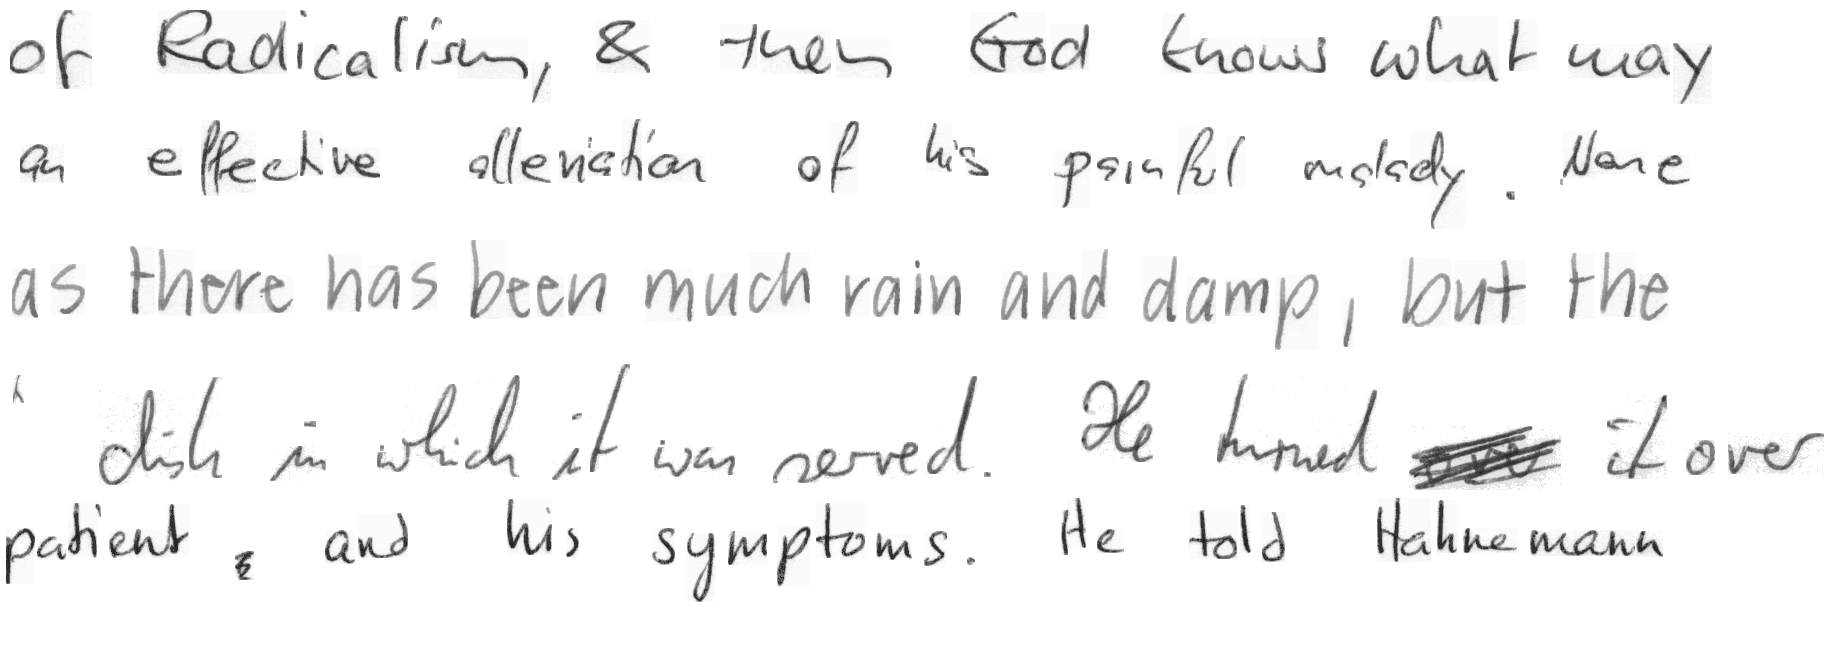 of Radicalism, & then God knows what may
an effective alleviation of his painful malady. None
as there has been much rain and damp, but the
dish in which it was served. He turned it over
patient, and his symptoms. He told Hahnemann